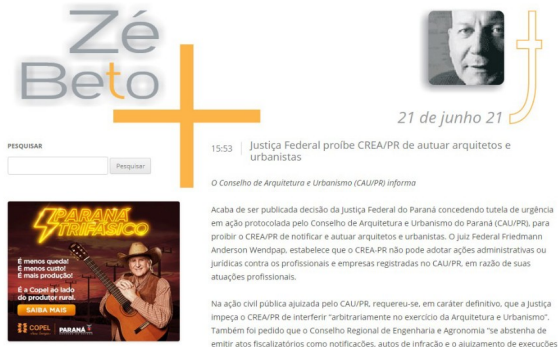 Zé
Beto
21 de junho 21
PESQUISAR
Pesquisar
PARANÁ
TRIFÁSICO
É menos queda!
É menos custo!
É mais produção!
É a Copel ao lado
do produtor rural.
SAIBA MAIS
COPEL
PARANÁ
15:53
Justiça Federal proíbe CREA/PR de autuar arquitetos e
urbanistas
O Conselho de Arquitetura e Urbanismo (CAU/PR) informa
Acaba de ser publicada decisão da Justiça Federal do Paraná concedendo tutela de urgência
em ação protocolada pelo Conselho de Arquitetura e Urbanismo do Paraná (CAU/PR), para
proibir o CREA/PR de notificar e autuar arquitetos e urbanistas. O juiz Federal Friedmann
Anderson Wendpap, estabelece que o CREA-PR não pode adotar ações administrativas ou
jurídicas contra os profissionais e empresas registradas no CAU/PR, em razão de suas
atuações profissionais.
Na ação civil pública ajuizada pelo CAU/PR, requereu-se, em caráter definitivo, que a Justiça
impeça o CREA/PR de interferir “arbitrariamente no exercício da Arquitetura e Urbanismo”.
Também foi pedido que o Conselho Regional de Engenharia e Agronomia “se abstenha de
emitir atos fiscalizatórios como notificações, autos de infração e o ajuizamento de execuções